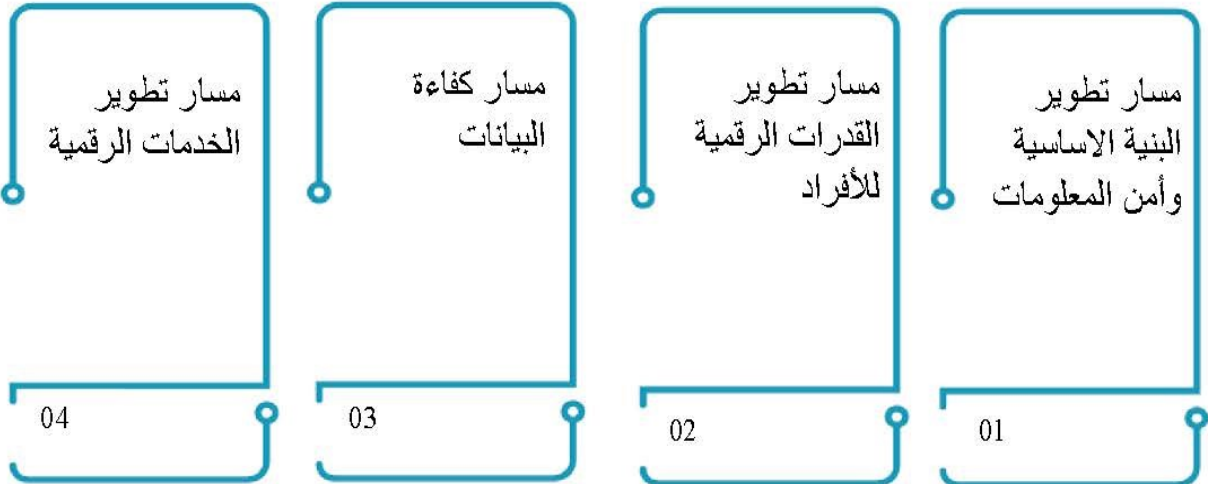 مسار تطوير
البنية الاساسية
وأمن المعلومات
01
مسار تطوير
القدرات الرقمية
للأفراد
02
مسار كفاءة
البيانات
03
مسار تطوير
الخدمات الرقمية
04